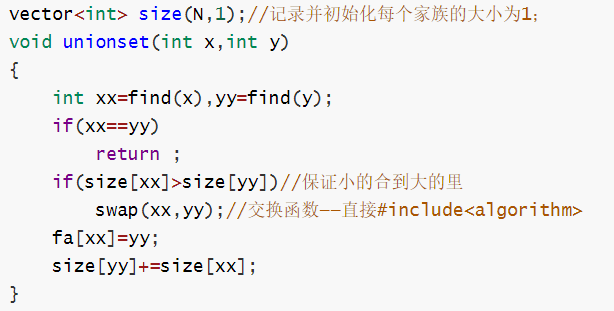 vector<int> size(N,1);//记录并初始化每个家族的大小为1;
void unionset(int x,int y)
{
    int xx=find(x),yy=find(y);
    if(xx==yy)
        return ;
    if(size[xx]>size[yy])//保证小的合到大的里
        swap(xx,yy);//交换函数——直接#include<algorithm>
    fa[xx]=yy;
    size[yy]+=size[xx];
}